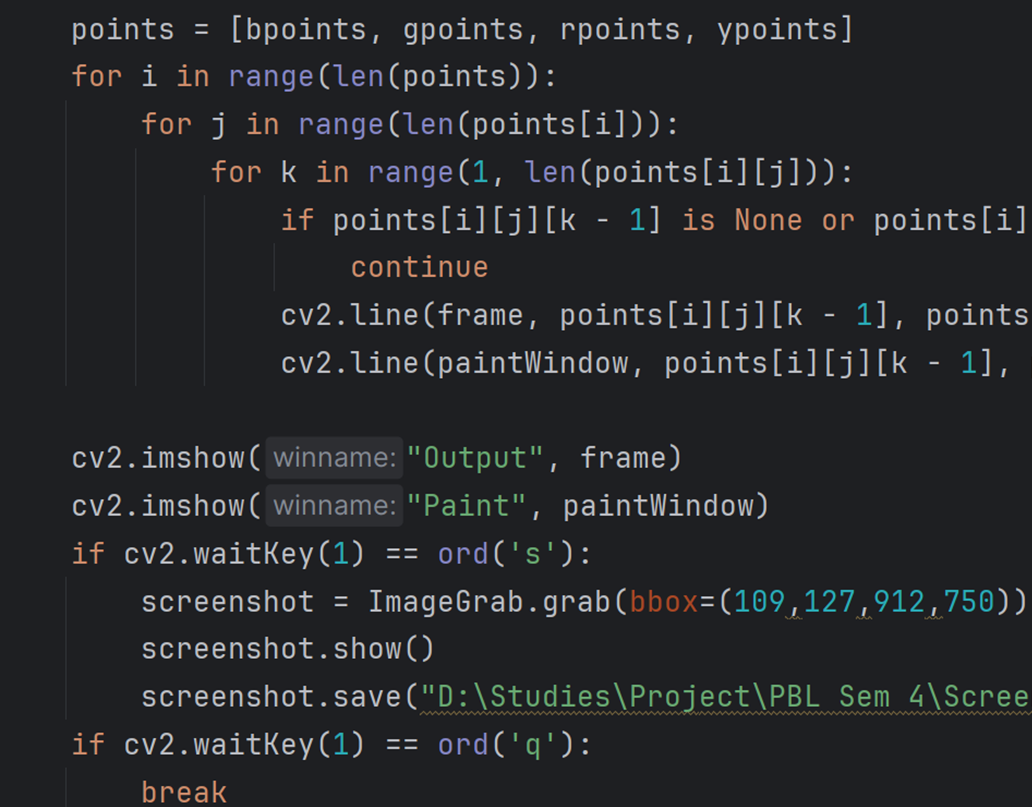 points = [bpoints, gpoints, rpoints, ypoints]
for i in range(len(points)):
for j in range(len(points[i])):
for k in range(1, len(points[i][j])):
if points[i][j][k - 1] is None or points[i]
continue
cv2.line(frame, points[i][j][k - 1], points
cv2.line(paintWindow, points[i][j][k - 1],
cv2.imshow( winname: "Output", frame)
cv2.imshow( winname: "Paint", paintWindow)
if cv2.waitKey(1) == ord('s'):
screenshot = ImageGrab.grab(bbox=(109,127,912,750))
screenshot.show()
screenshot.save("D:\Studies\Project\PBL Sem 4\Scree
if cv2.waitKey(1) == ord('q'):
break